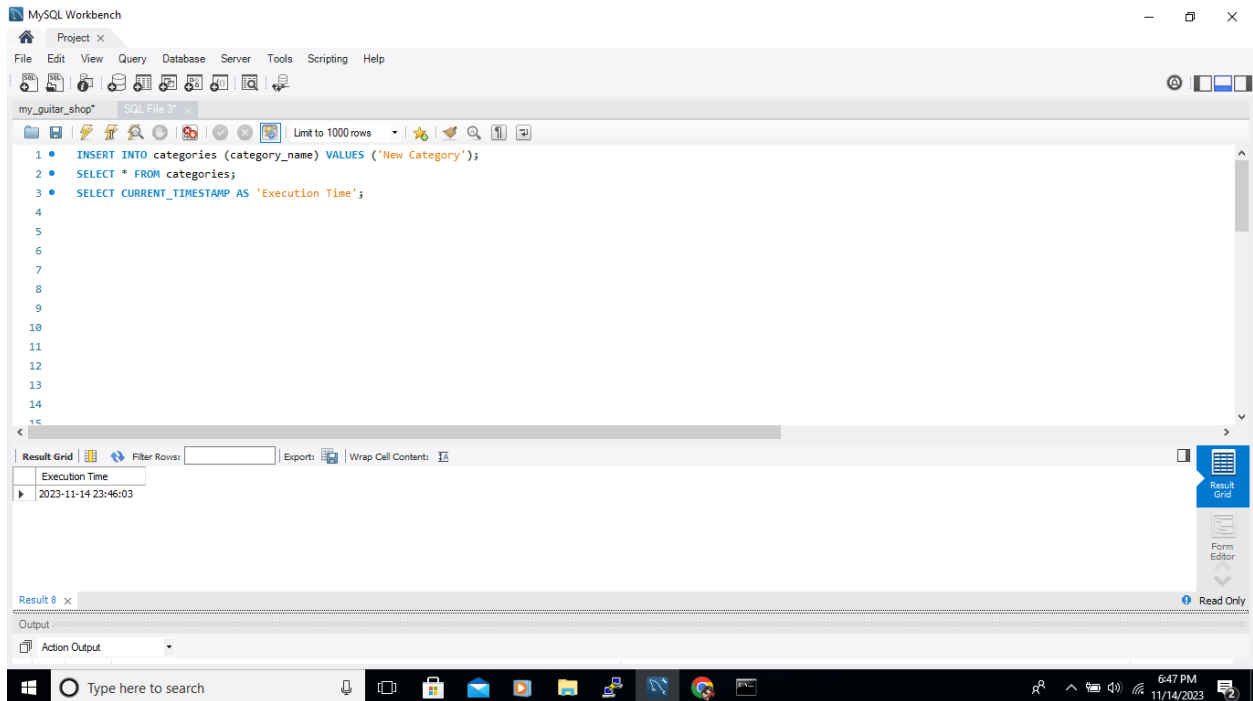 MySQL Workbench
Project
File Edit View Query Database Server Tools Scripting Help
my_guitar_shop* SQL File 3*
Limit to 1000 rows
1 INSERT INTO categories (category_name) VALUES ('New Category');
2 SELECT * FROM categories;
3 SELECT CURRENT_TIMESTAMP AS 'Execution Time';
4
5
6
7
8
9
10
11
12
13
14
15
Result Grid Filter Rows: Export: Wrap Cell Content:
Execution Time
2023-11-14 23:46:03
Result Grid
Form Editor
Result 8
Read Only
Output
Action Output
Type here to search
6:47 PM
11/14/2023
2